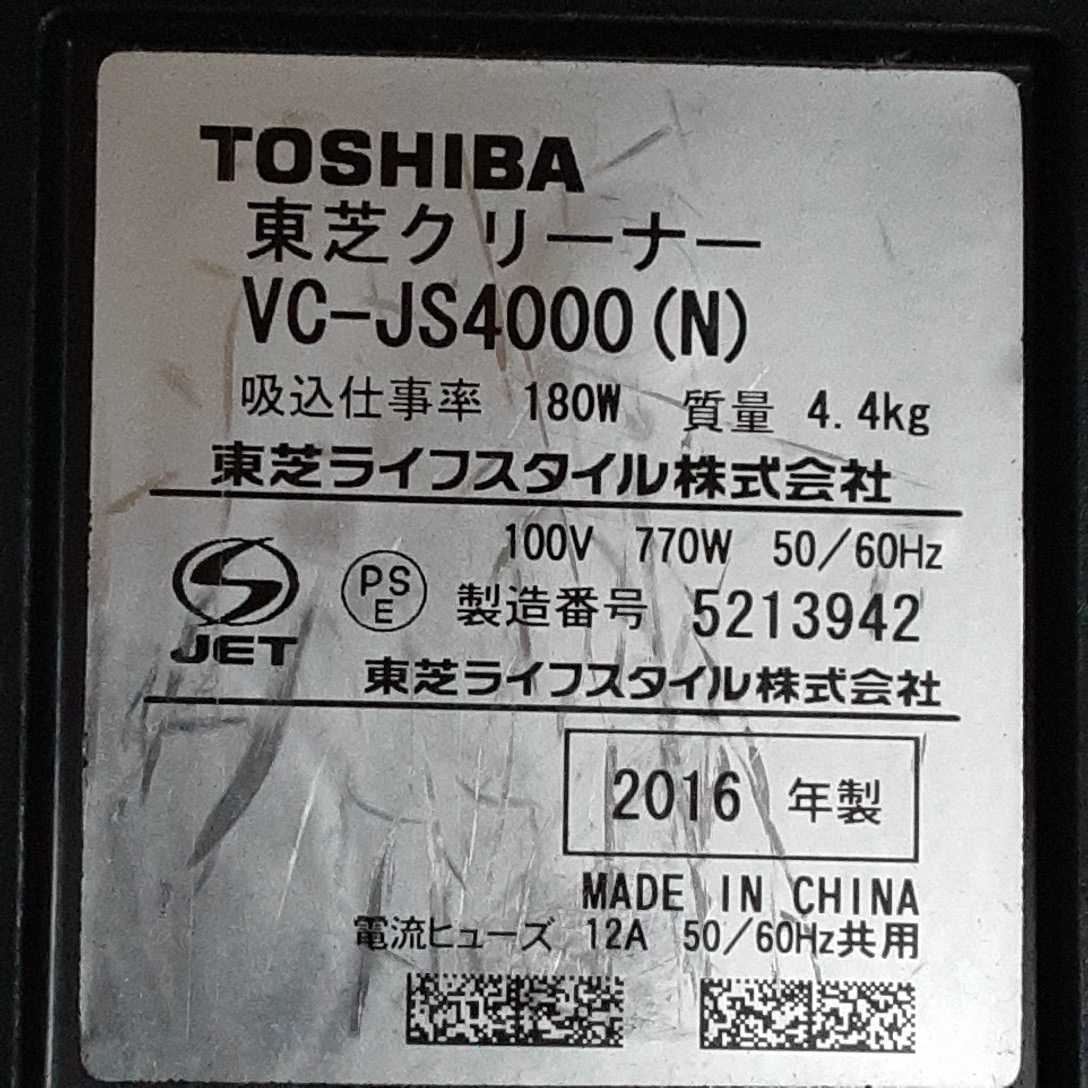 TOSHIBA
東芝クリーナー
VC-JS4000(N)
吸込仕事率 180W 質量 4.4kg
東芝ライフスタイル株式会社
100V 770W 50/60Hz
JET
PS
E
製造番号 5213942
東芝ライフスタイル株式会社
2016 年製
MADE IN CHINA
電流ヒューズ 12A 50/60Hz共用